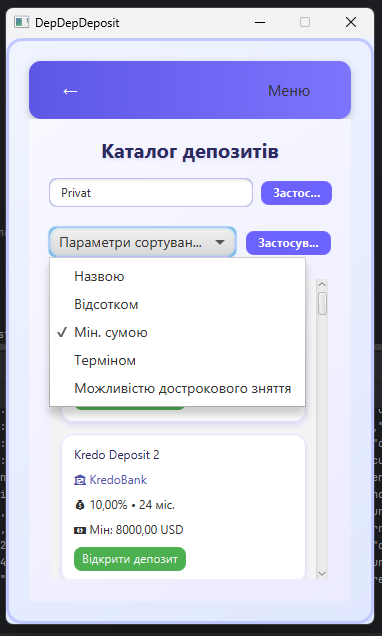 DepDepDeposit
← Меню
Каталог депозитів
Privat Застос...
Параметри сортуван... Застосув...
Назвою
Відсотком
✓ Мін. сумою
Терміном
Можливістю дострокового зняття
Kredo Deposit 2
KredoBank
10,00% • 24 міс.
Мін: 8000,00 USD
Відкрити депозит